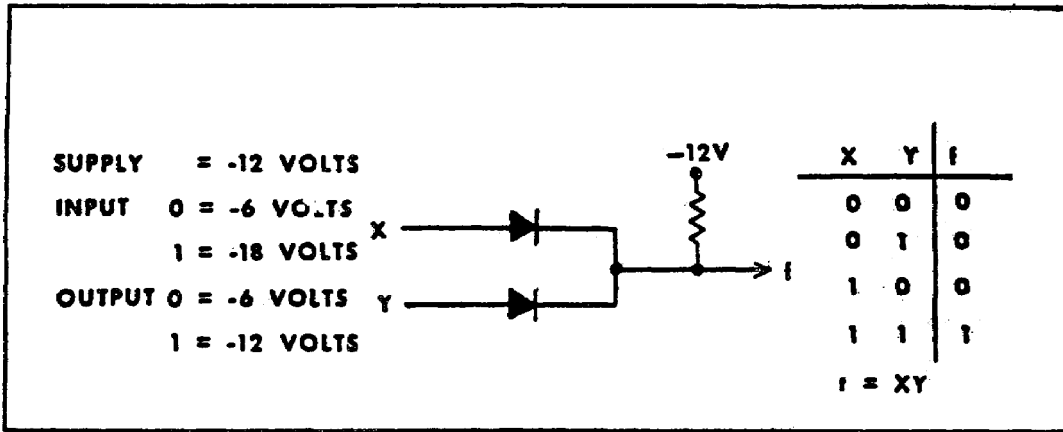 SUPPLY = -12 VOLTS
INPUT 0 = -6 VOLTS
1 = -18 VOLTS
OUTPUT 0 = -6 VOLTS
1 = -12 VOLTS
X
Y
-12V
f
X Y f
0 0 0
0 1 0
1 0 0
1 1 1
f = XY